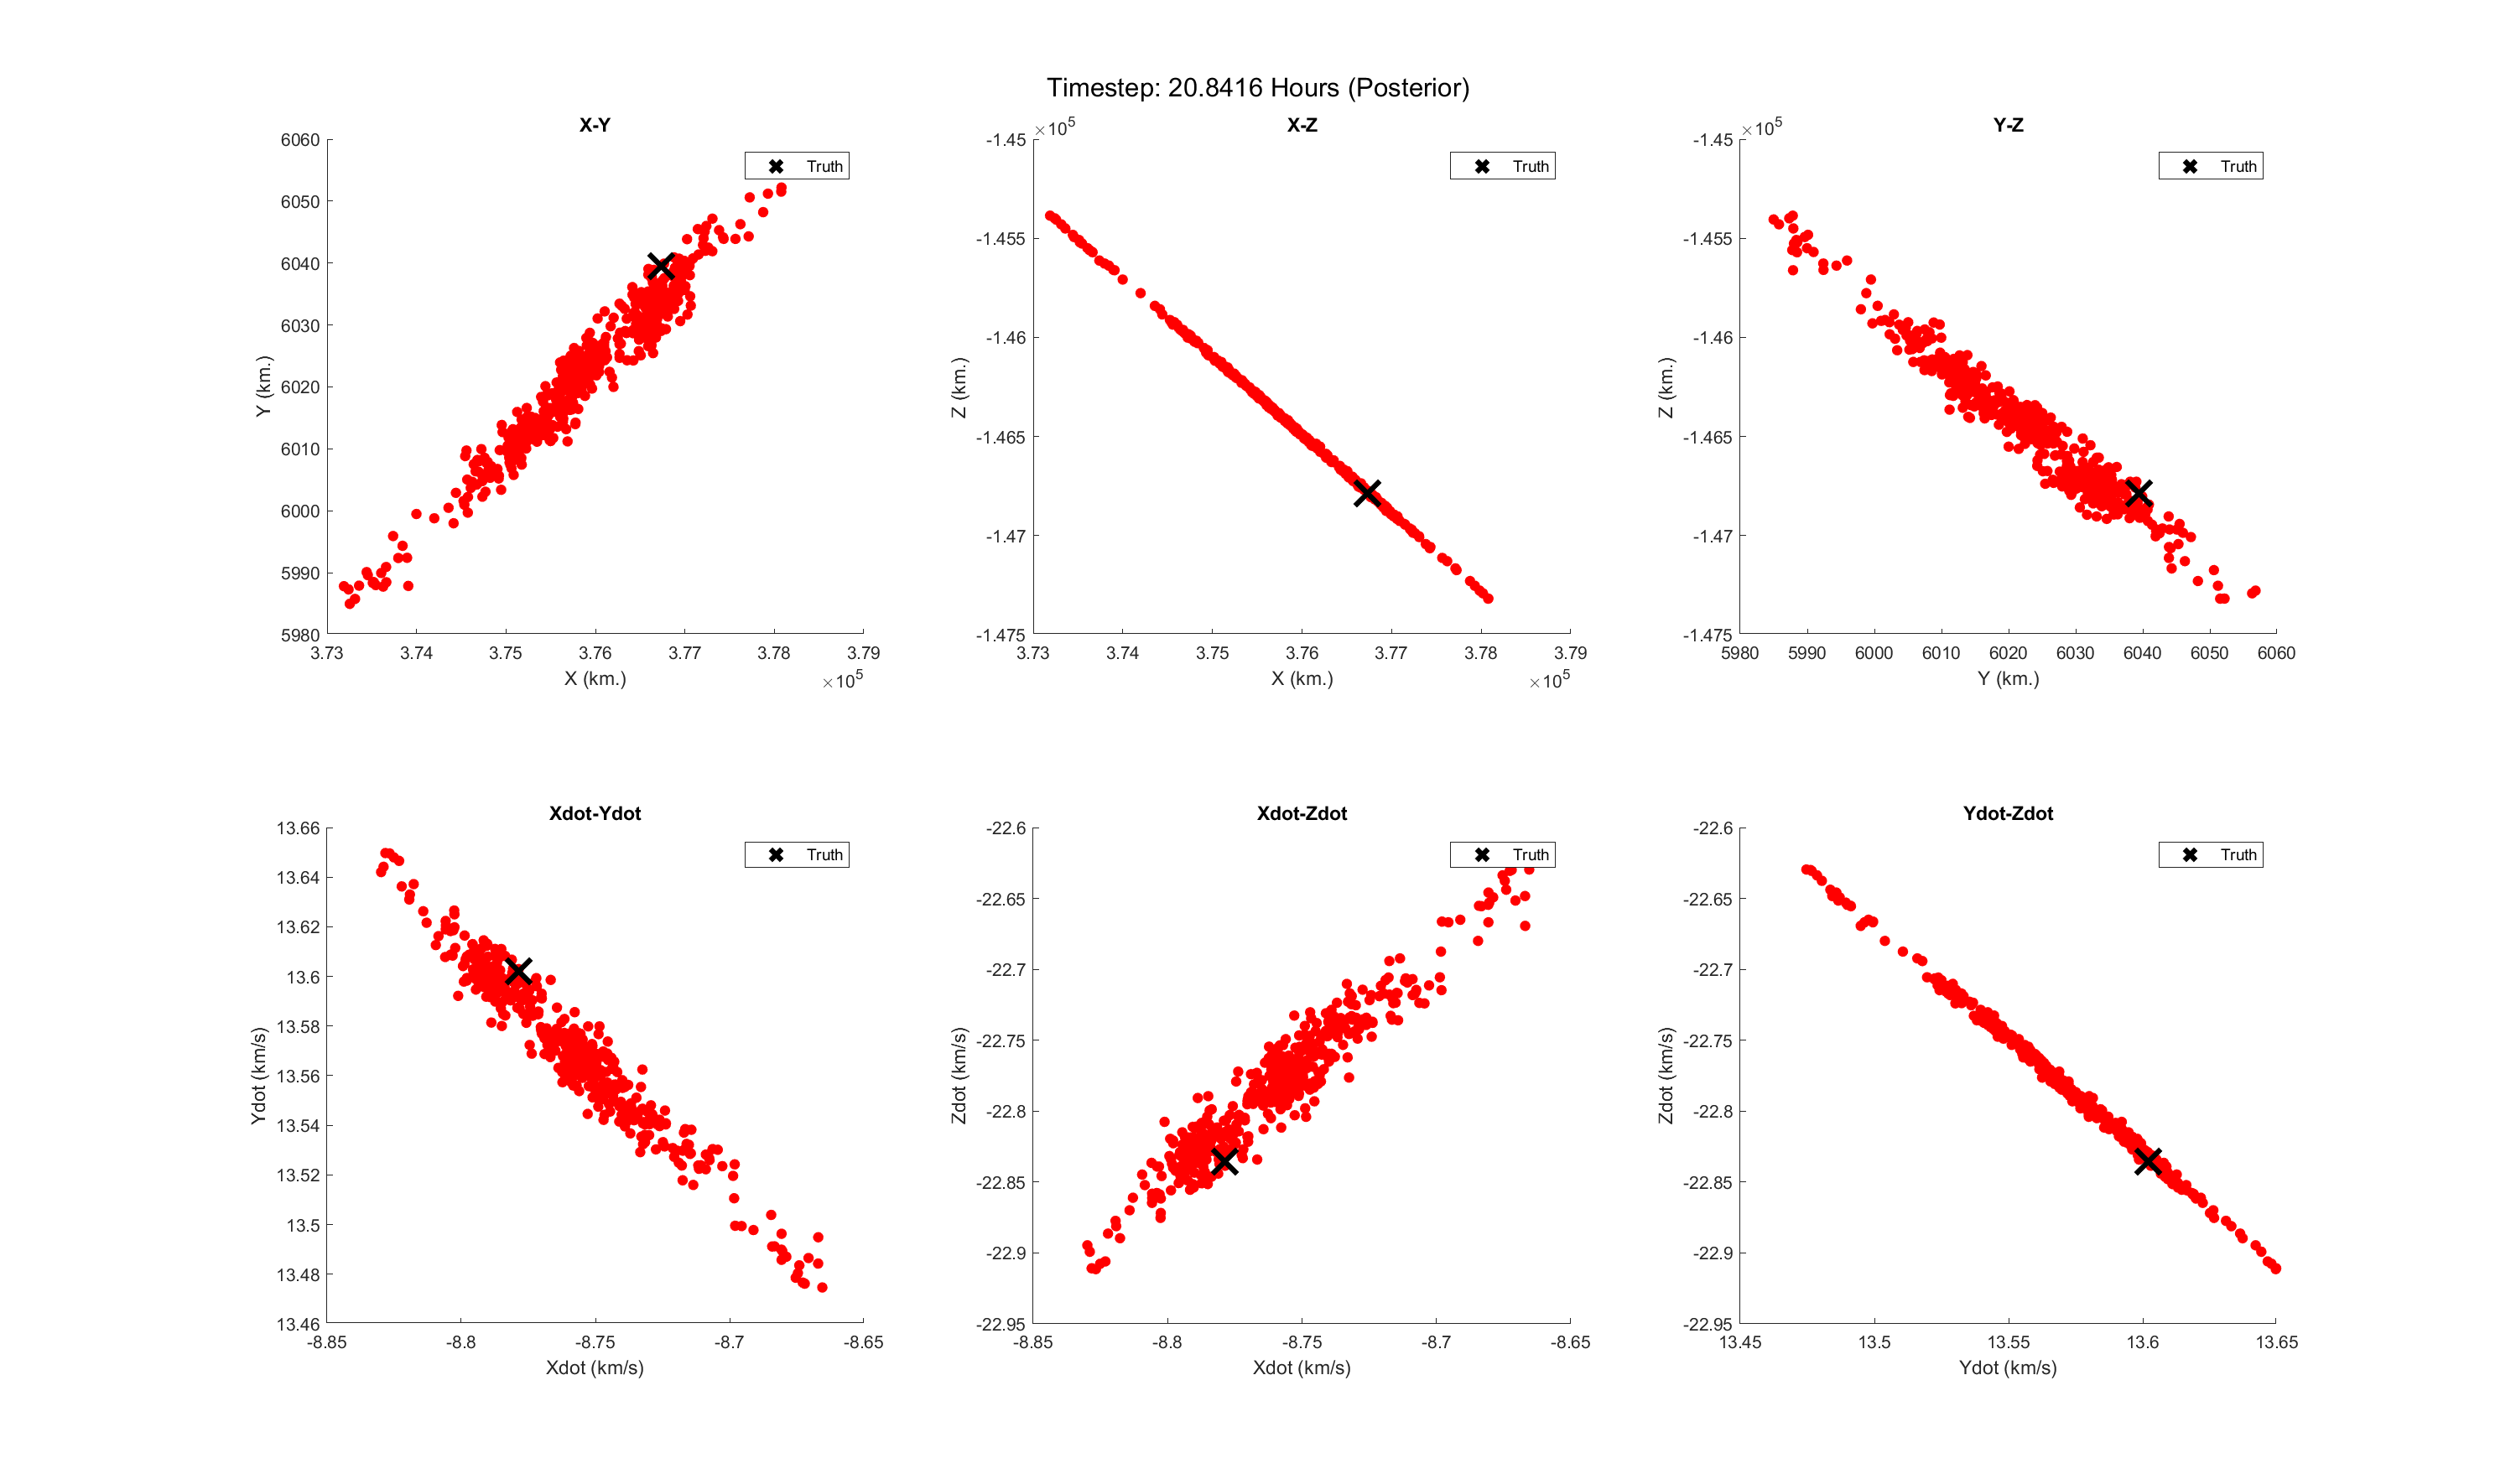 Timestep: 20.8416 Hours (Posterior)
X-Y
6060
6050
6040
6030
6020
6010
6000
5990
5980
Y (km.)
3.73 3.74 3.75 3.76 3.77 3.78 3.79
X (km.)
×10^5
Truth
X-Z
×10^5
-1.45
-1.455
-1.46
-1.465
-1.47
-1.475
Z (km.)
3.73 3.74 3.75 3.76 3.77 3.78 3.79
X (km.)
×10^5
Truth
Y-Z
×10^5
-1.45
-1.455
-1.46
-1.465
-1.47
-1.475
Z (km.)
5980 5990 6000 6010 6020 6030 6040 6050 6060
Y (km.)
Truth
Xdot-Ydot
13.66
13.64
13.62
13.6
13.58
13.56
13.54
13.52
13.5
13.48
13.46
Ydot (km/s)
-8.85 -8.8 -8.75 -8.7 -8.65
Xdot (km/s)
Truth
Xdot-Zdot
-22.6
-22.65
-22.7
-22.75
-22.8
-22.85
-22.9
-22.95
Zdot (km/s)
-8.85 -8.8 -8.75 -8.7 -8.65
Xdot (km/s)
Truth
Ydot-Zdot
-22.6
-22.65
-22.7
-22.75
-22.8
-22.85
-22.9
-22.95
Zdot (km/s)
13.45 13.5 13.55 13.6 13.65
Ydot (km/s)
Truth